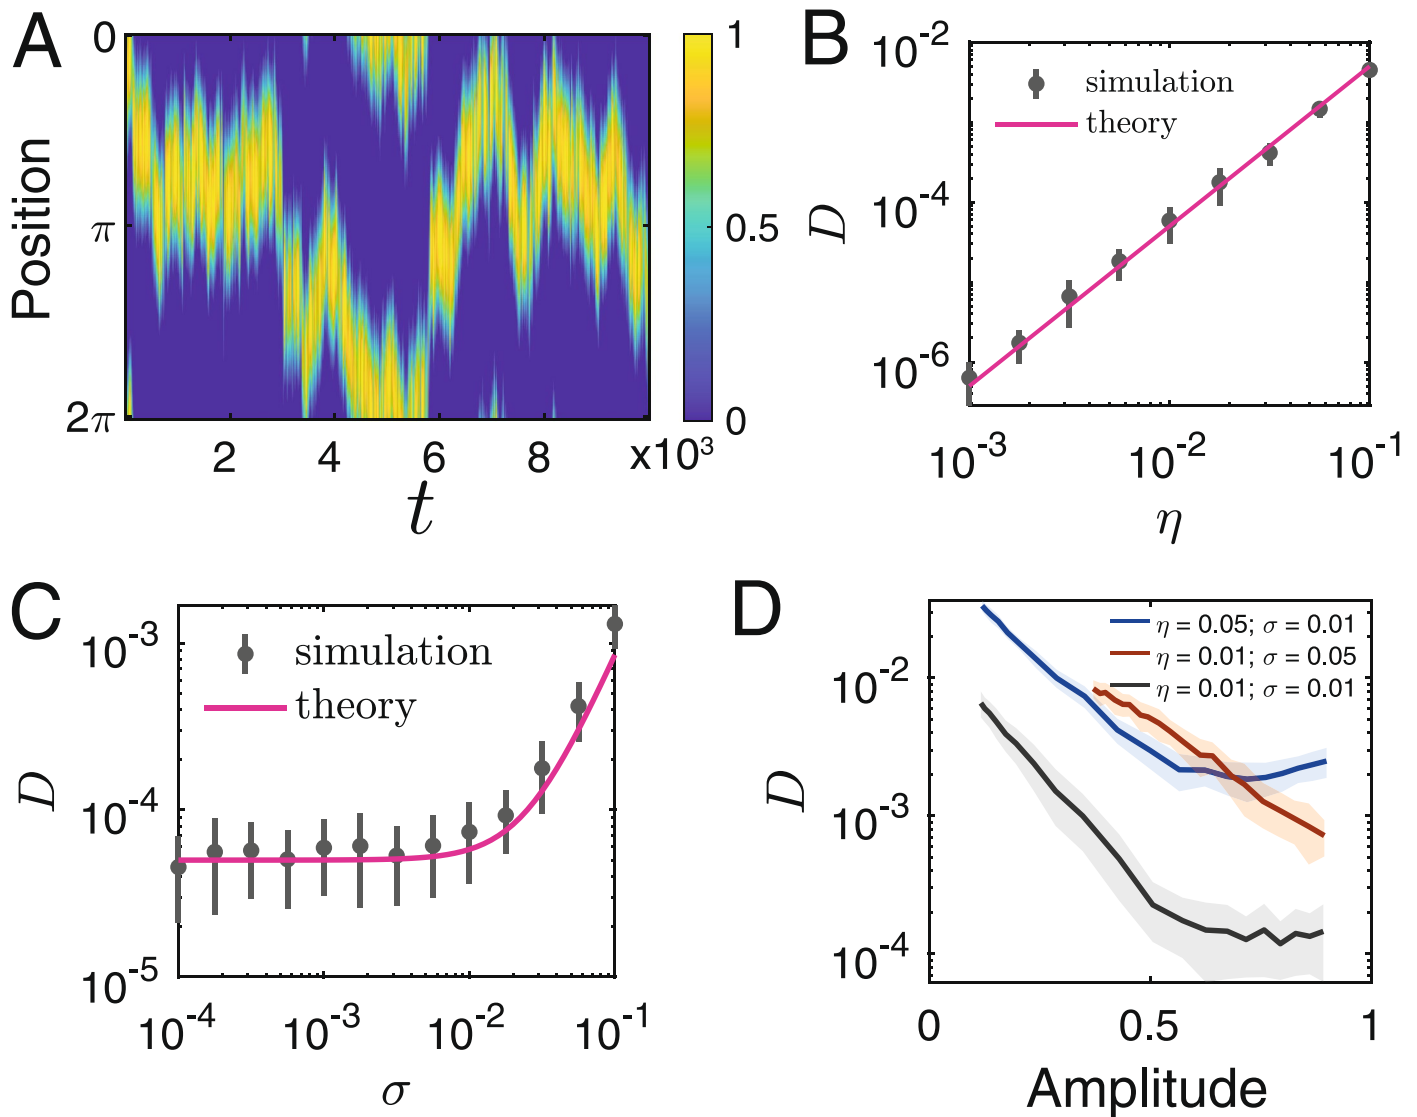 A
0
π
2π
Position
2
4
6
8
x10³
t
1
0.5
0
B
10⁻²
10⁻⁴
10⁻⁶
D
simulation
theory
10⁻³
10⁻²
10⁻¹
η
C
10⁻³
10⁻⁴
10⁻⁵
D
simulation
theory
10⁻⁴
10⁻³
10⁻²
10⁻¹
σ
D
10⁻²
10⁻³
10⁻⁴
D
η = 0.05; σ = 0.01
η = 0.01; σ = 0.05
η = 0.01; σ = 0.01
0
0.5
1
Amplitude